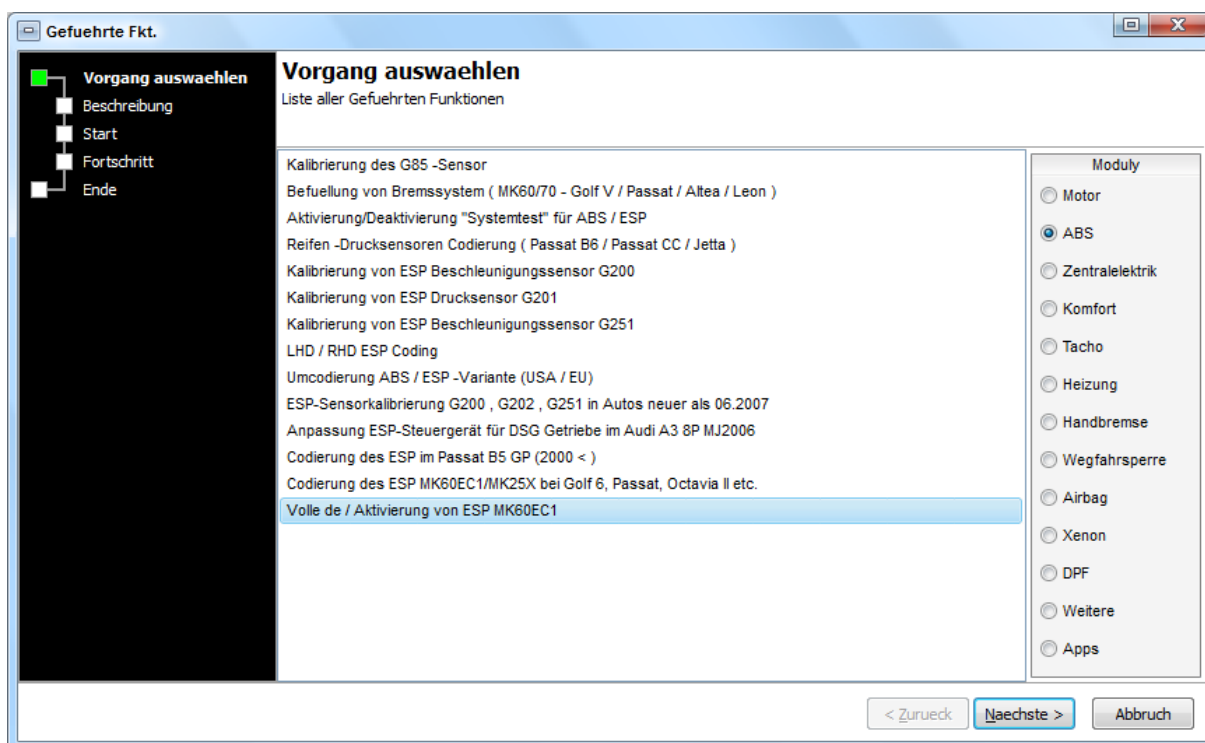 Gefuehrte Fkt.
Vorgang auswaehlen
Beschreibung
Start
Fortschritt
Ende
Vorgang auswaehlen
Liste aller Gefuehrten Funktionen
Kalibrierung des G85 -Sensor
Befuellung von Bremssystem ( MK60/70 - Golf V / Passat / Altea / Leon )
Aktivierung/Deaktivierung "Systemtest" für ABS / ESP
Reifen -Drucksensoren Codierung ( Passat B6 / Passat CC / Jetta )
Kalibrierung von ESP Beschleunigungssensor G200
Kalibrierung von ESP Drucksensor G201
Kalibrierung von ESP Beschleunigungssensor G251
LHD / RHD ESP Coding
Umcodierung ABS / ESP -Variante (USA / EU)
ESP-Sensorkalibrierung G200 , G202 , G251 in Autos neuer als 06.2007
Anpassung ESP-Steuergerät für DSG Getriebe im Audi A3 8P MJ2006
Codierung des ESP im Passat B5 GP (2000 < )
Codierung des ESP MK60EC1/MK25X bei Golf 6, Passat, Octavia II etc.
Volle de / Aktivierung von ESP MK60EC1
Moduly
Motor
ABS
Zentralelektrik
Komfort
Tacho
Heizung
Handbremse
Wegfahrsperre
Airbag
Xenon
DPF
Weitere
Apps
< Zurueck
Naechste >
Abbruch